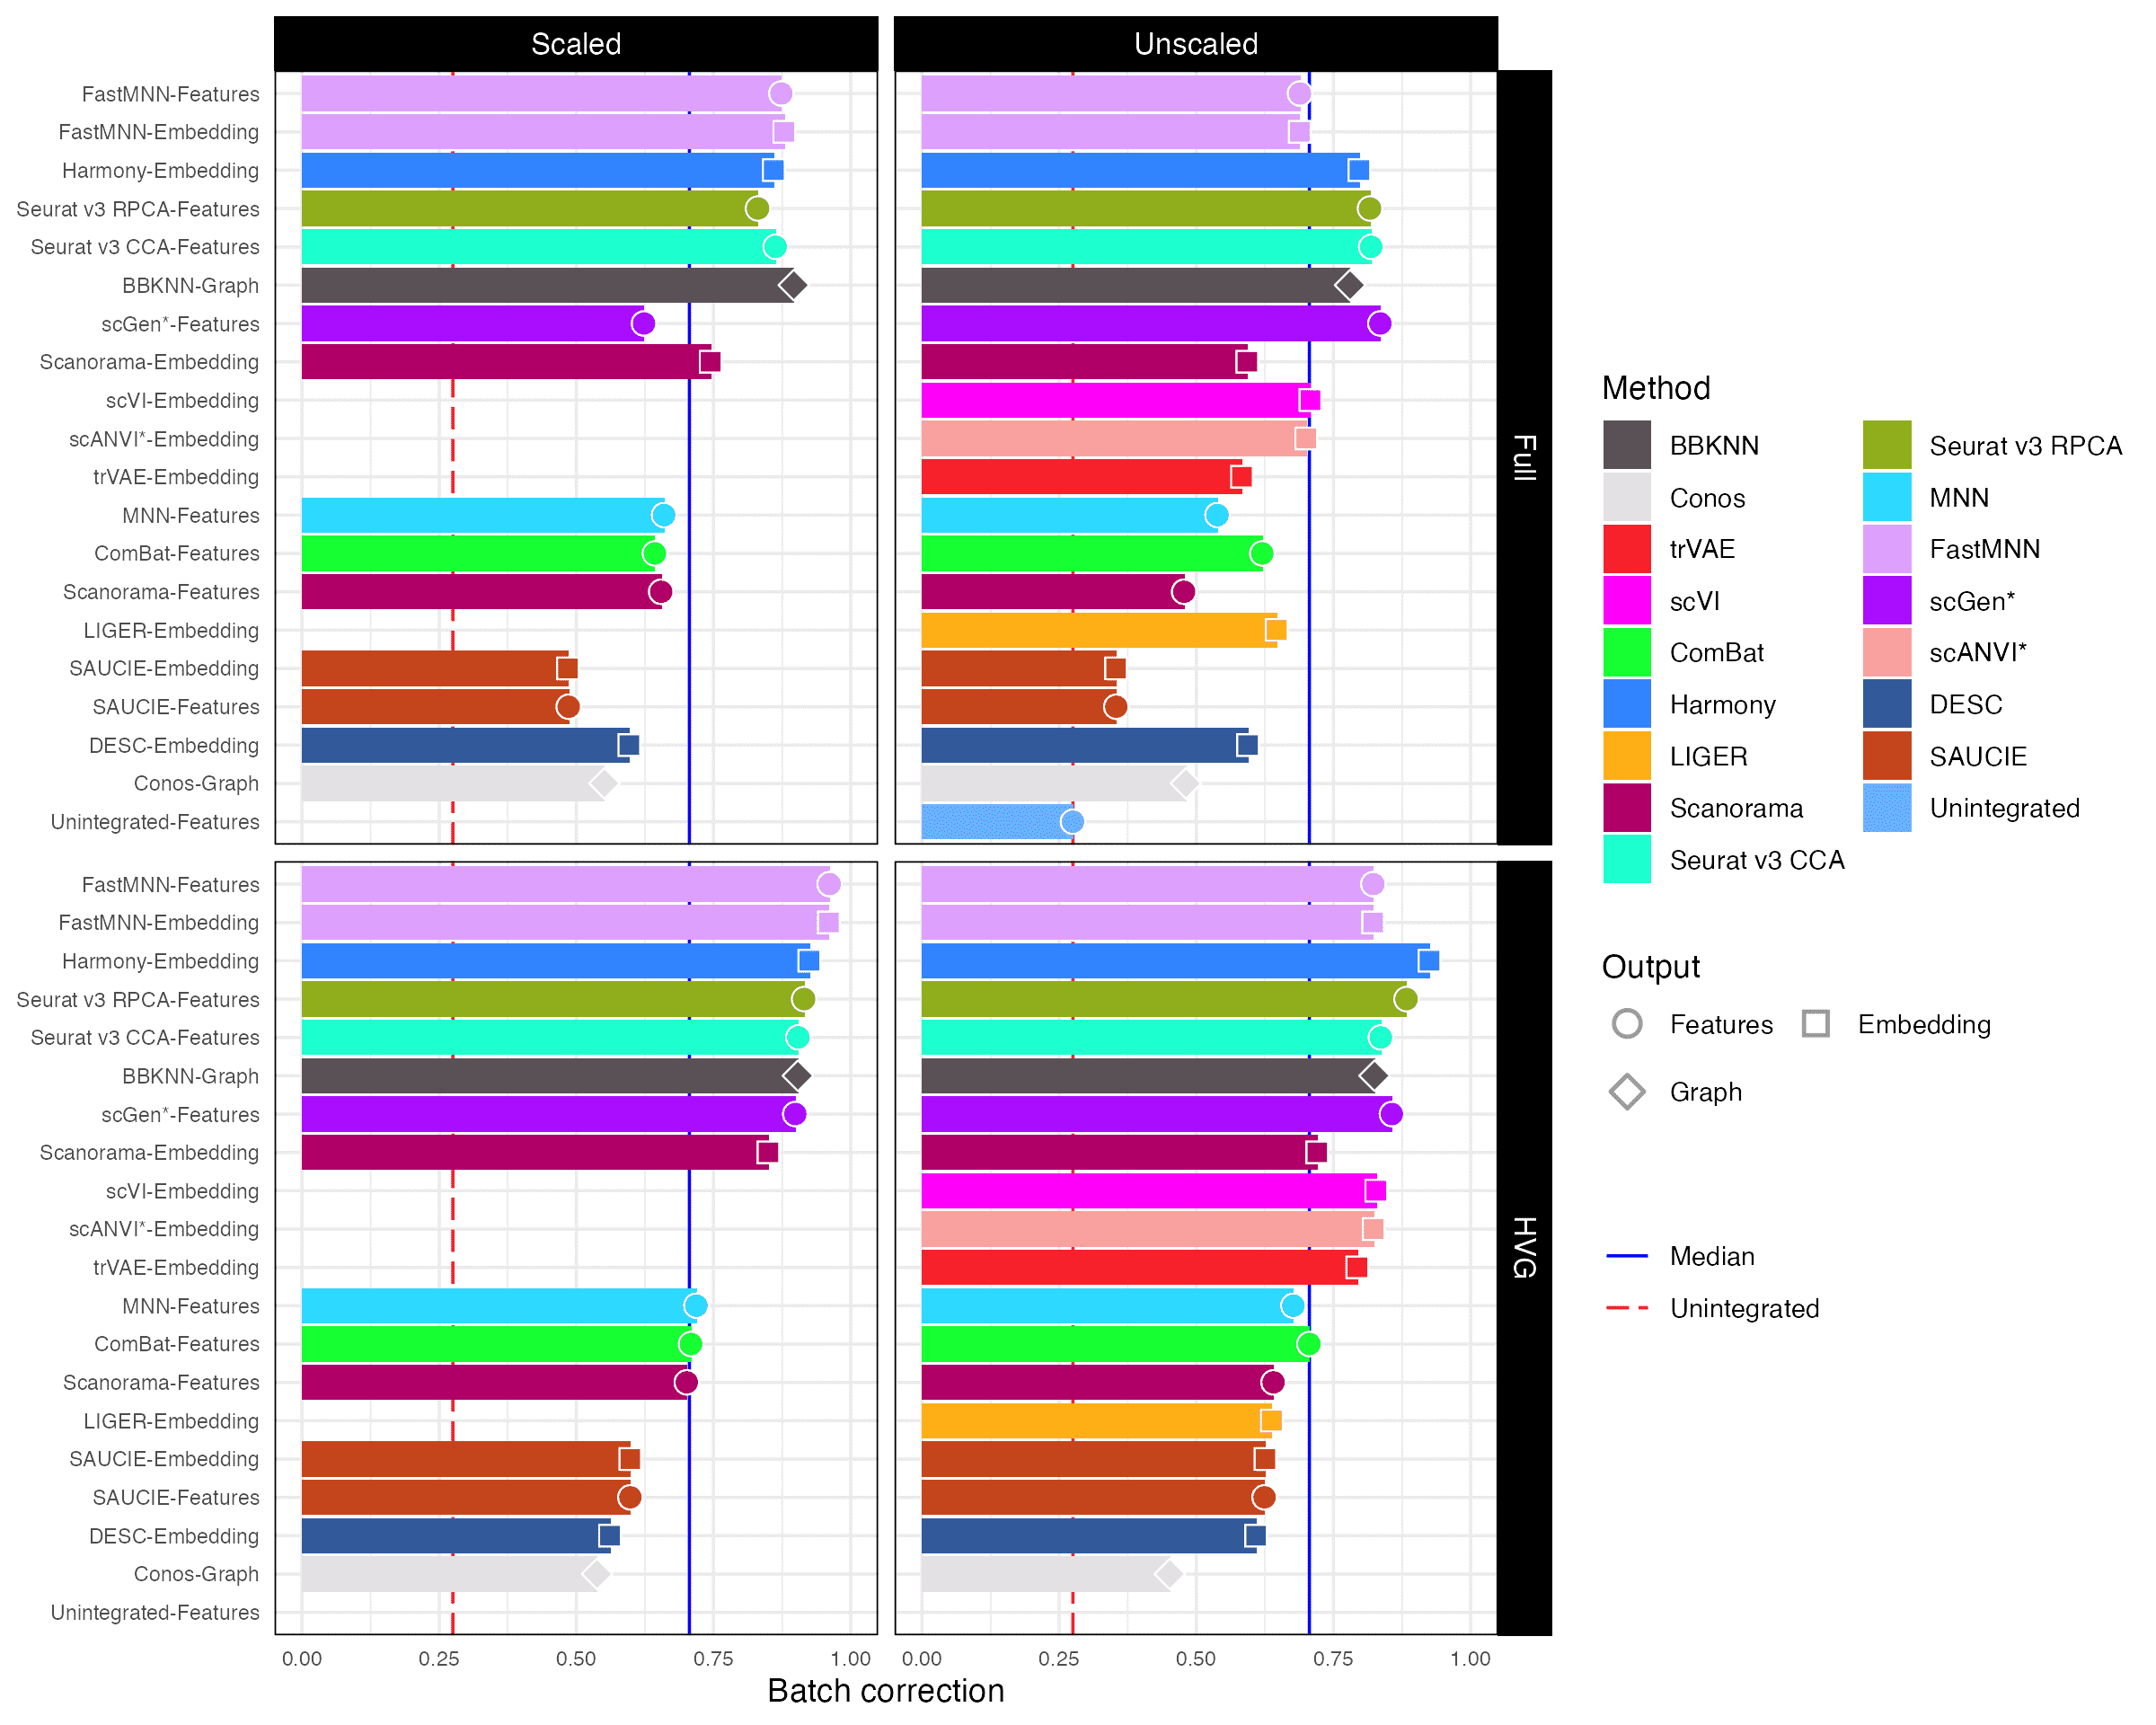 Scaled
Unscaled
FastMNN-Features
FastMNN-Embedding
Harmony-Embedding
Seurat v3 RPCA-Features
Seurat v3 CCA-Features
BBKNN-Graph
scGen*-Features
Scanorama-Embedding
scVI-Embedding
scANVI*-Embedding
trVAE-Embedding
MNN-Features
ComBat-Features
Scanorama-Features
LIGER-Embedding
SAUCIE-Embedding
SAUCIE-Features
DESC-Embedding
Conos-Graph
Unintegrated-Features
Full
FastMNN-Features
FastMNN-Embedding
Harmony-Embedding
Seurat v3 RPCA-Features
Seurat v3 CCA-Features
BBKNN-Graph
scGen*-Features
Scanorama-Embedding
scVI-Embedding
scANVI*-Embedding
trVAE-Embedding
MNN-Features
ComBat-Features
Scanorama-Features
LIGER-Embedding
SAUCIE-Embedding
SAUCIE-Features
DESC-Embedding
Conos-Graph
Unintegrated-Features
HVG
0.00 0.25 0.50 0.75 1.00
0.00 0.25 0.50 0.75 1.00
Batch correction
Method
BBKNN
Conos
trVAE
scVI
ComBat
Harmony
LIGER
Scanorama
Seurat v3 CCA
Seurat v3 RPCA
MNN
FastMNN
scGen*
scANVI*
DESC
SAUCIE
Unintegrated
Output
Features
Embedding
Graph
Median
Unintegrated